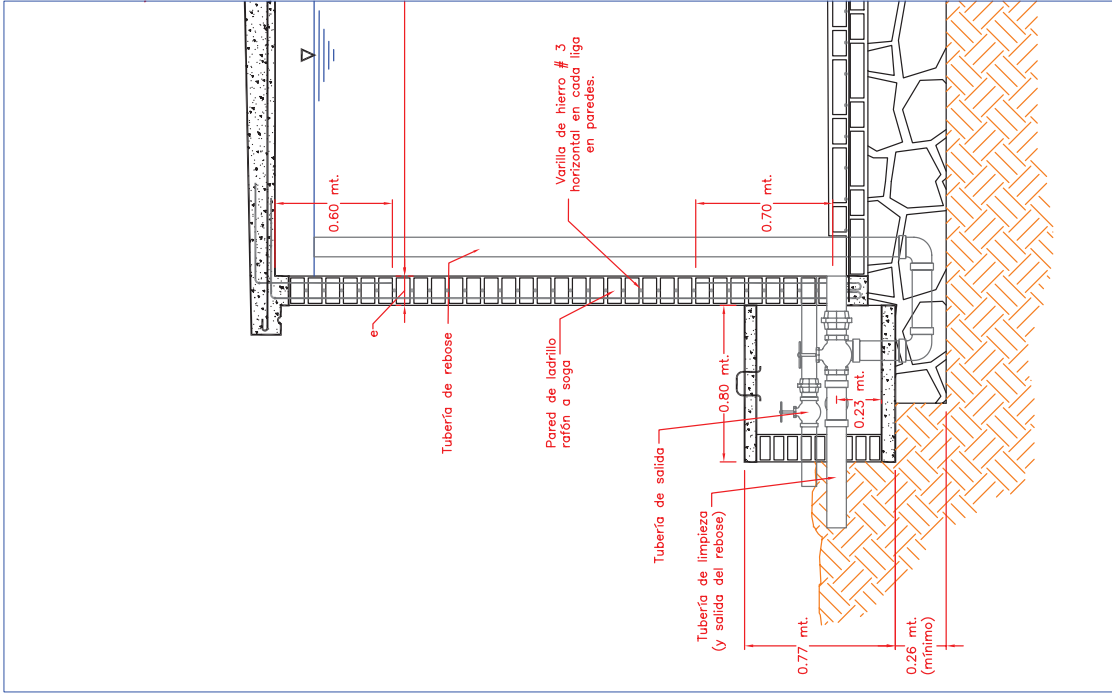 0.60 mt.
Varilla de hierro # 3
horizontal en cada liga
en paredes.
0.70 mt.
e
Tubería de rebose
Pared de ladrillo
rafón a soga
0.80 mt.
0.23 mt.
Tubería de salida
Tubería de limpieza
(y salida del rebose)
0.77 mt.
0.26 mt.
(mínimo)